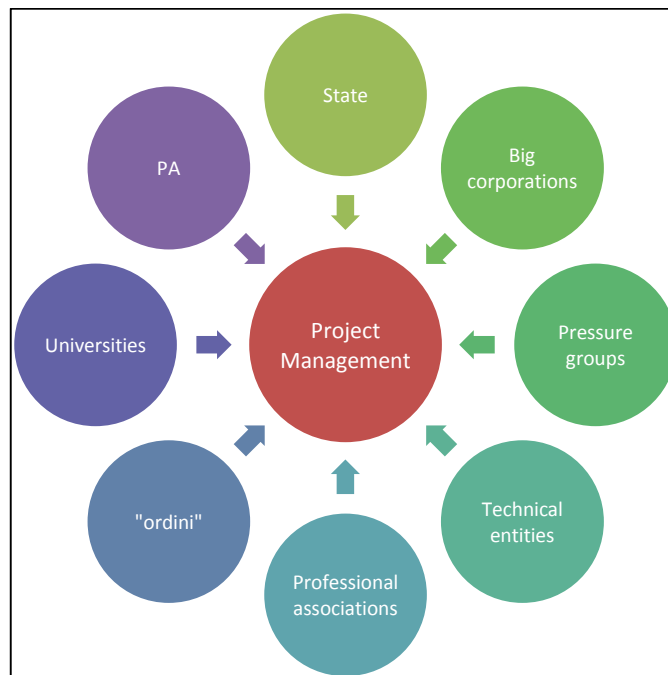 State
Big
corporations
Pressure
groups
Technical
entities
Professional
associations
"ordini"
Universities
PA
Project
Management